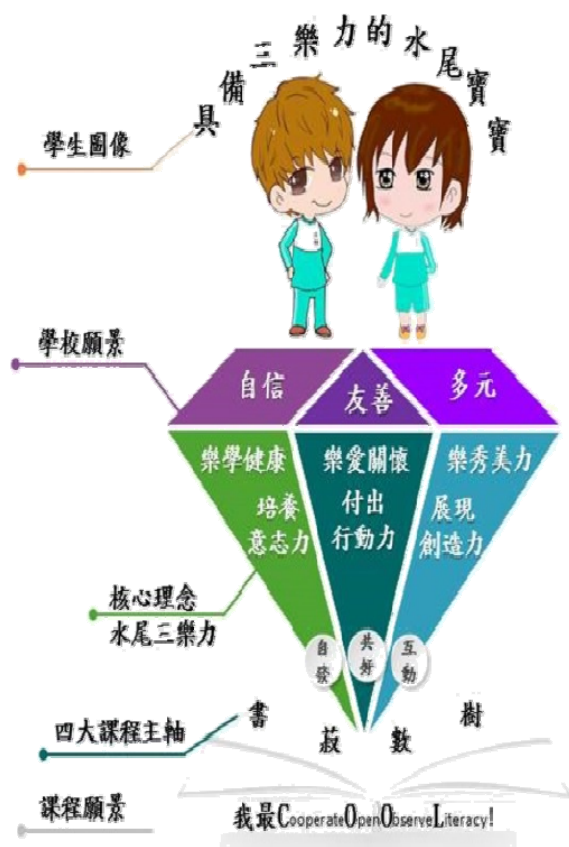 具備三樂力的水尾寶寶
學生圖像
學校願景
自信
友善
多元
樂學健康
培養
意志力
樂愛關懷
付出
行動力
樂秀美力
展現
創造力
核心理念
水尾三樂力
自發
共好
互動
四大課程主軸
書 菽 數 樹
課程願景
我最CooperateOpenObserveLiteracy!